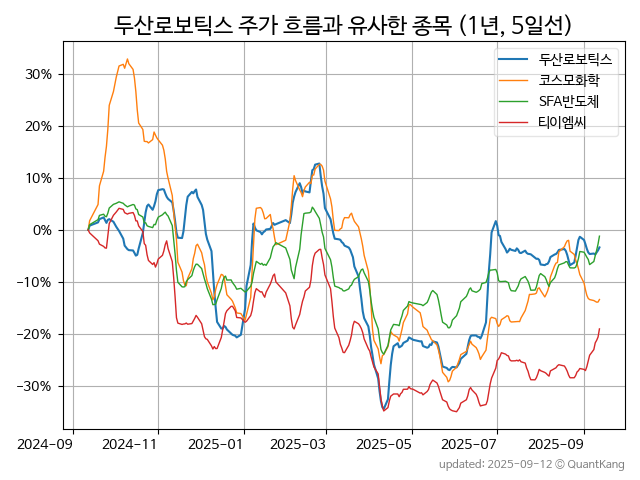 두산로보틱스 주가 흐름과 유사한 종목 (1년, 5일선)
두산로보틱스
코스모화학
SFA반도체
티이엠씨
30%
20%
10%
0%
−10%
−20%
−30%
2024-09 2024-11 2025-01 2025-03 2025-05 2025-07 2025-09
updated: 2025-09-12 © QuantKang